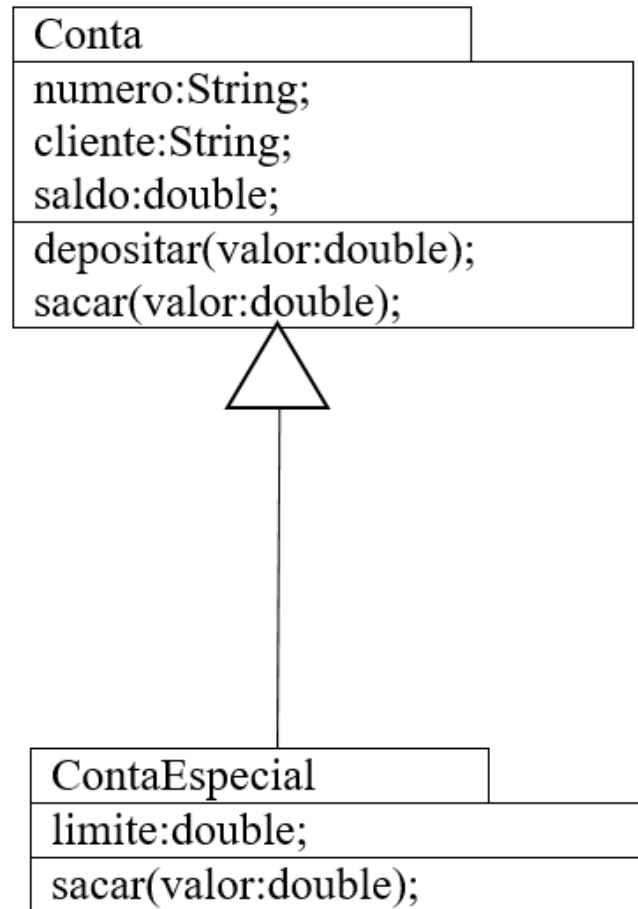 Conta
numero:String;
cliente:String;
saldo:double;
depositar(valor:double);
sacar(valor:double);
ContaEspecial
limite:double;
sacar(valor:double);